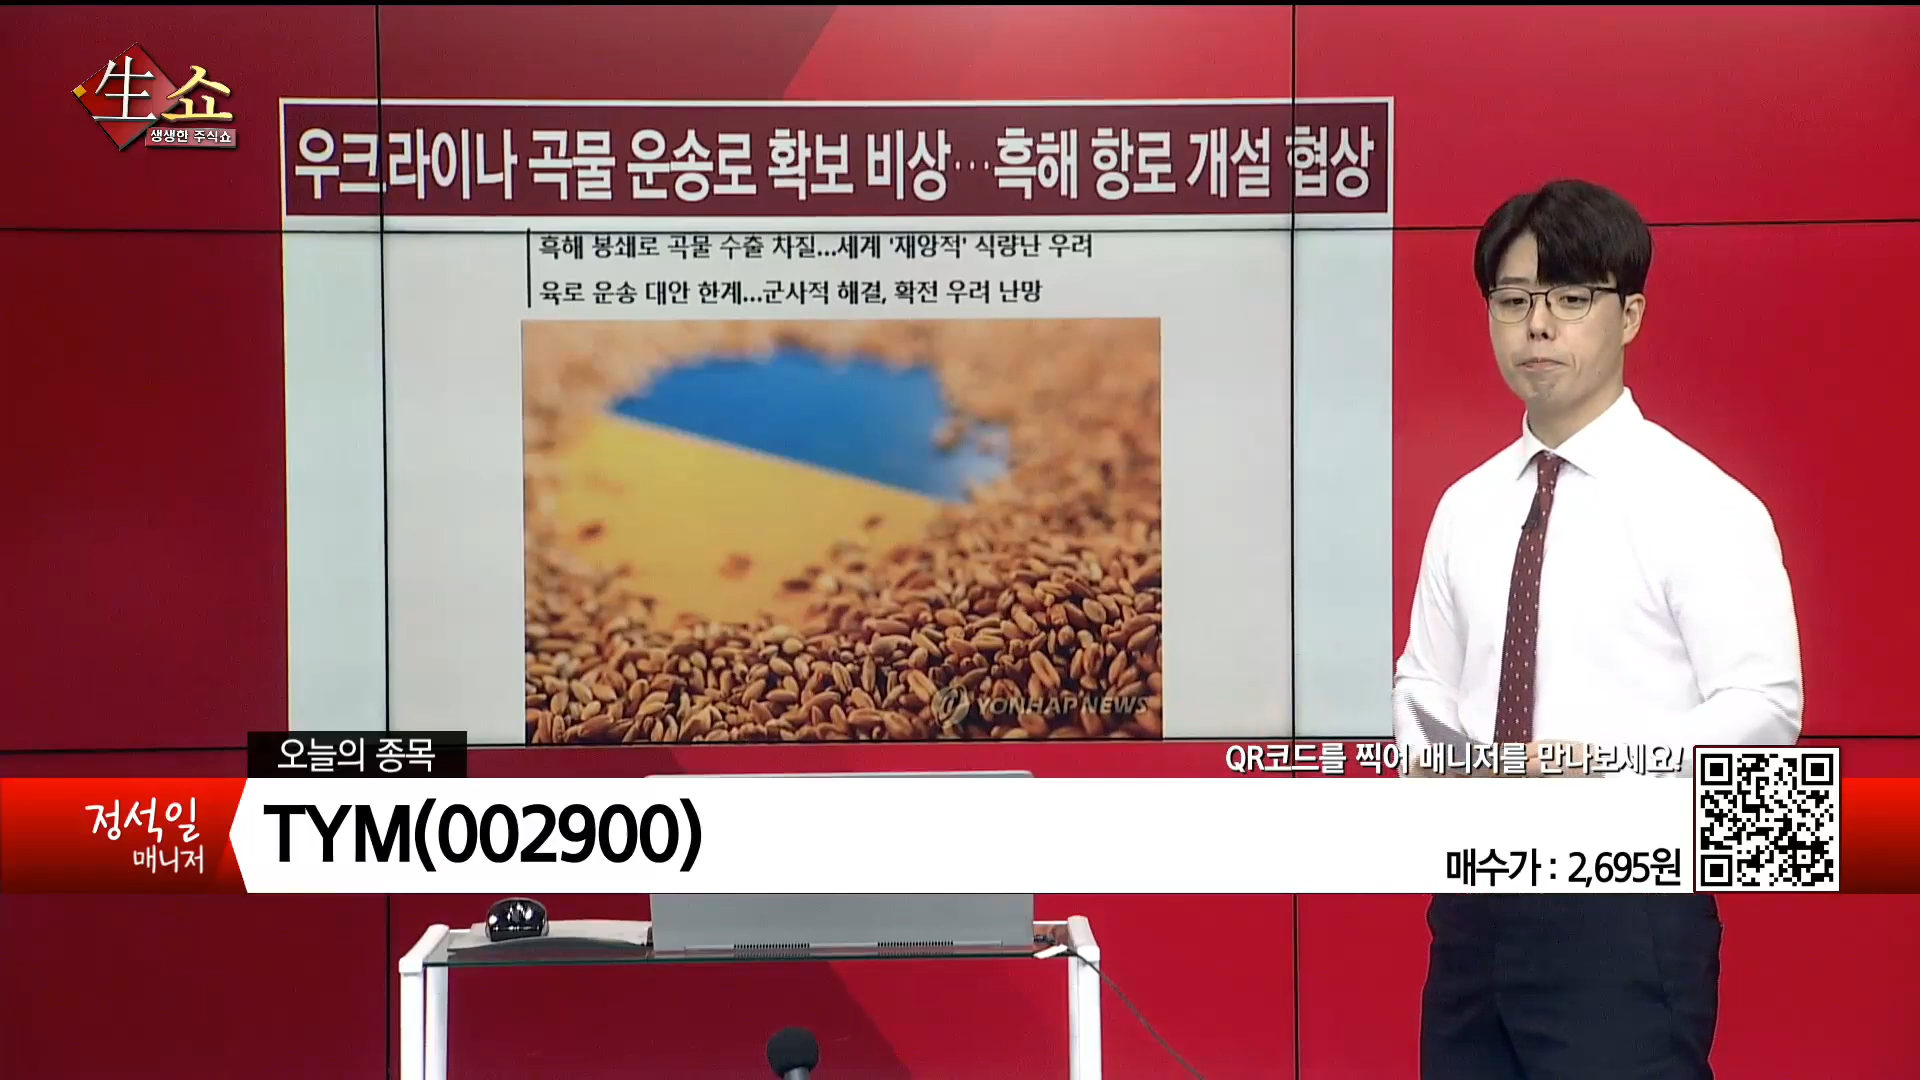 生쇼
생생한 주식쇼
우크라이나 곡물 운송로 확보 비상…흑해 항로 개설 협상
흑해 봉쇄로 곡물 수출 차질...세계 '재앙적' 식량난 우려
육로 운송 대안 한계...군사적 해결, 확전 우려 난망
YONHAPNEWS
오늘의 종목
QR코드를 찍어 매니저를 만나보세요!
정석일
매니저
TYM(002900)
매수가 : 2,695원